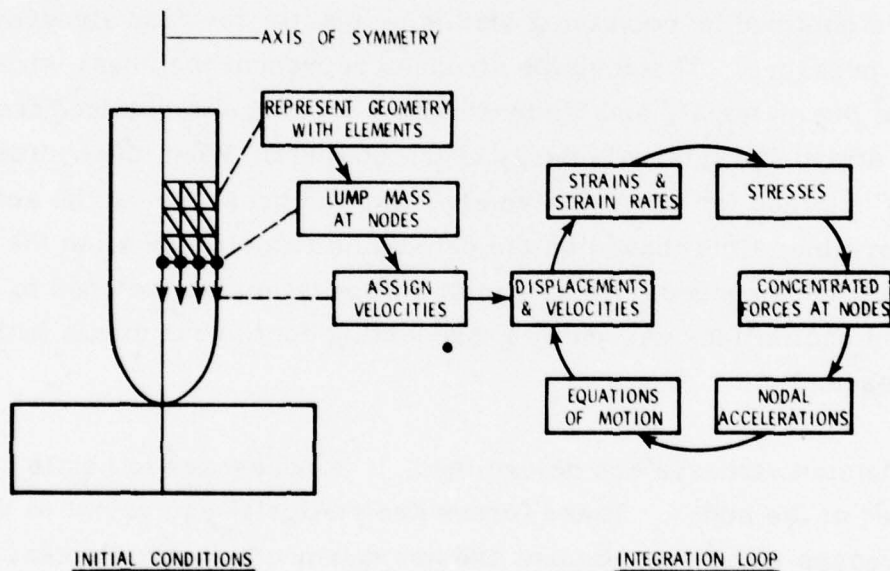 AXIS OF SYMMETRY
REPRESENT GEOMETRY
WITH ELEMENTS
LUMP MASS
AT NODES
ASSIGN
VELOCITIES
STRAINS &
STRAIN RATES
STRESSES
DISPLACEMENTS
& VELOCITIES
CONCENTRATED
FORCES AT NODES
EQUATIONS
OF MOTION
NODAL
ACCELERATIONS
INITIAL CONDITIONS
INTEGRATION LOOP